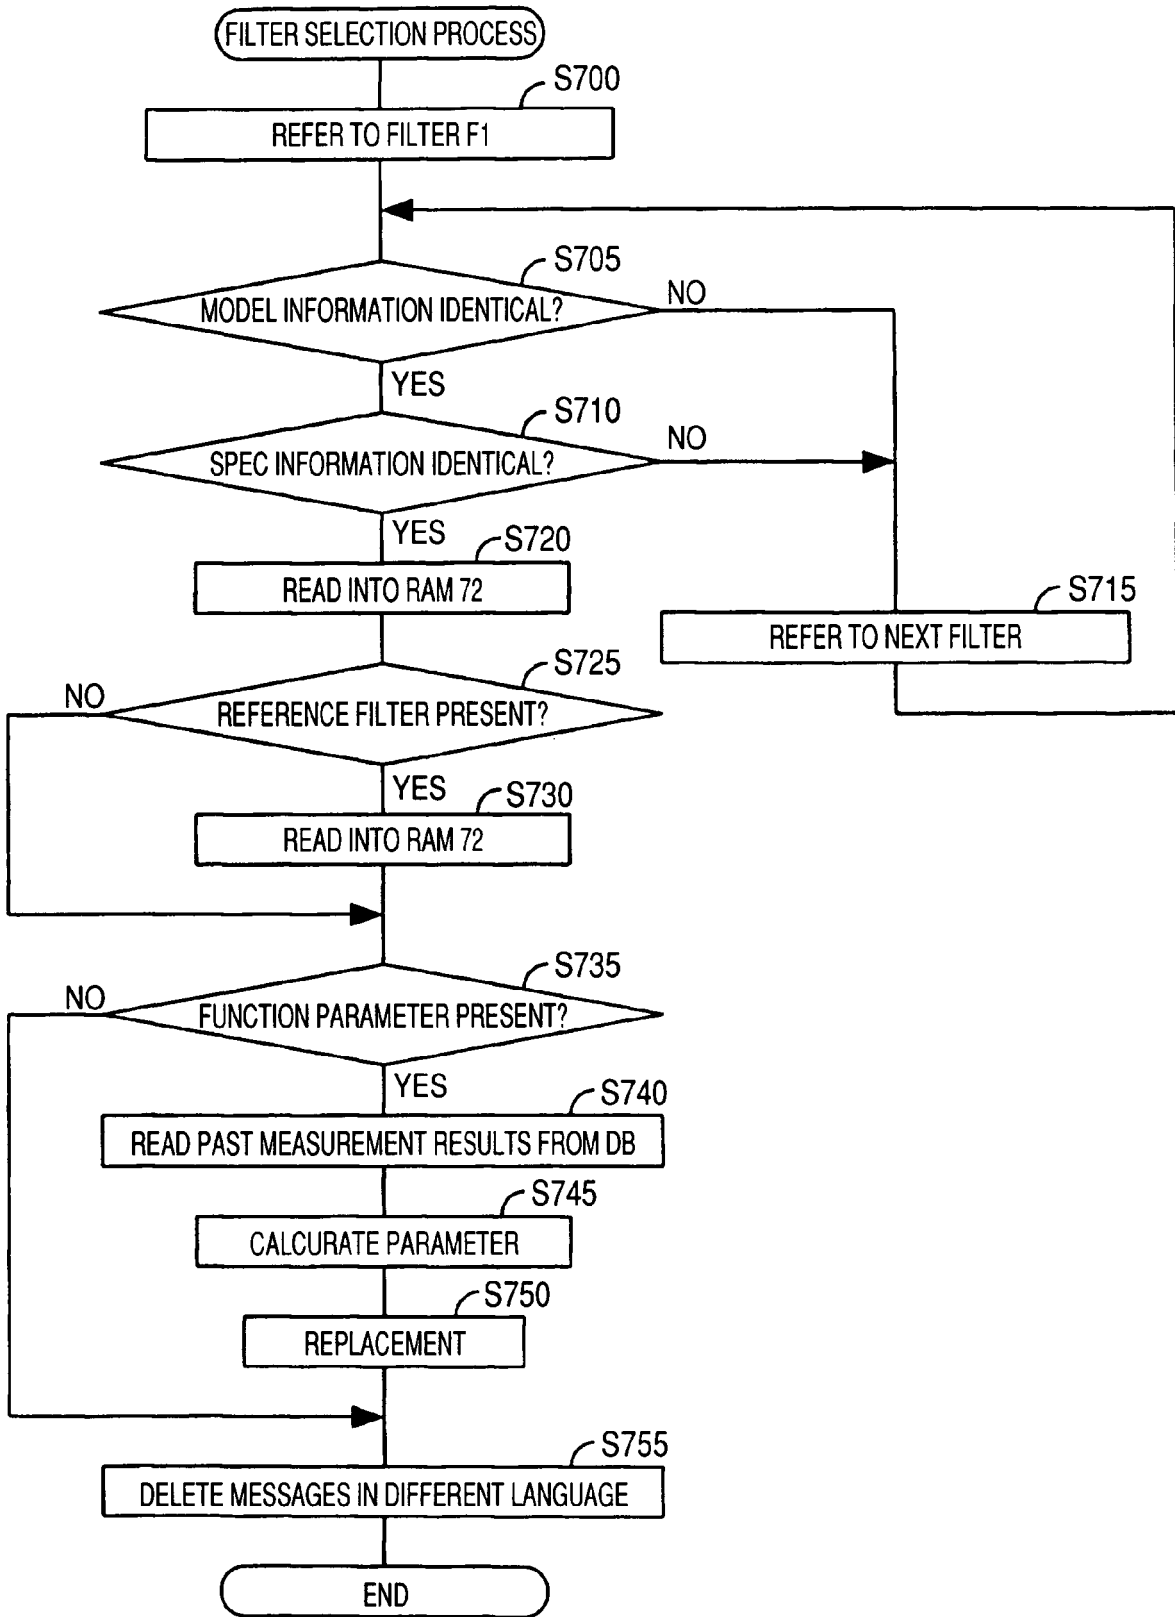 FILTER SELECTION PROCESS
S700
REFER TO FILTER F1
S705
MODEL INFORMATION IDENTICAL?
NO
YES
S710
SPEC INFORMATION IDENTICAL?
NO
YES
S720
READ INTO RAM 72
S715
REFER TO NEXT FILTER
S725
NO
REFERENCE FILTER PRESENT?
YES
S730
READ INTO RAM 72
S735
NO
FUNCTION PARAMETER PRESENT?
YES
S740
READ PAST MEASUREMENT RESULTS FROM DB
S745
CALCURATE PARAMETER
S750
REPLACEMENT
S755
DELETE MESSAGES IN DIFFERENT LANGUAGE
END